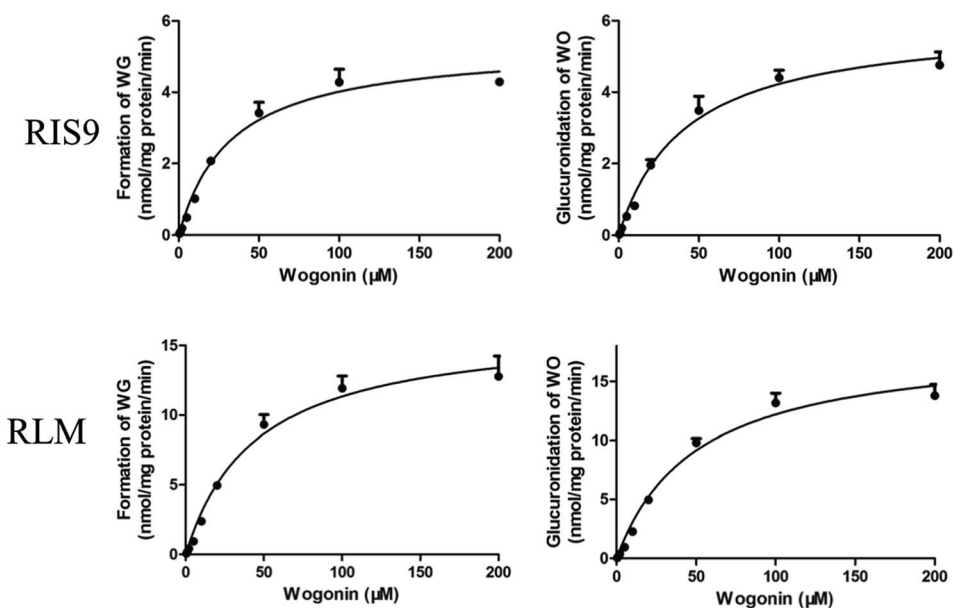 RIS9
Formation of WG
(nmol/mg protein/min)
6
4
2
0
0
50
100
150
200
Wogonin (µM)
Glucuronidation of WO
(nmol/mg protein/min)
6
4
2
0
0
50
100
150
200
Wogonin (µM)
RLM
Formation of WG
(nmol/mg protein/min)
15
10
5
0
0
50
100
150
200
Wogonin (µM)
Glucuronidation of WO
(nmol/mg protein/min)
15
10
5
0
0
50
100
150
200
Wogonin (µM)